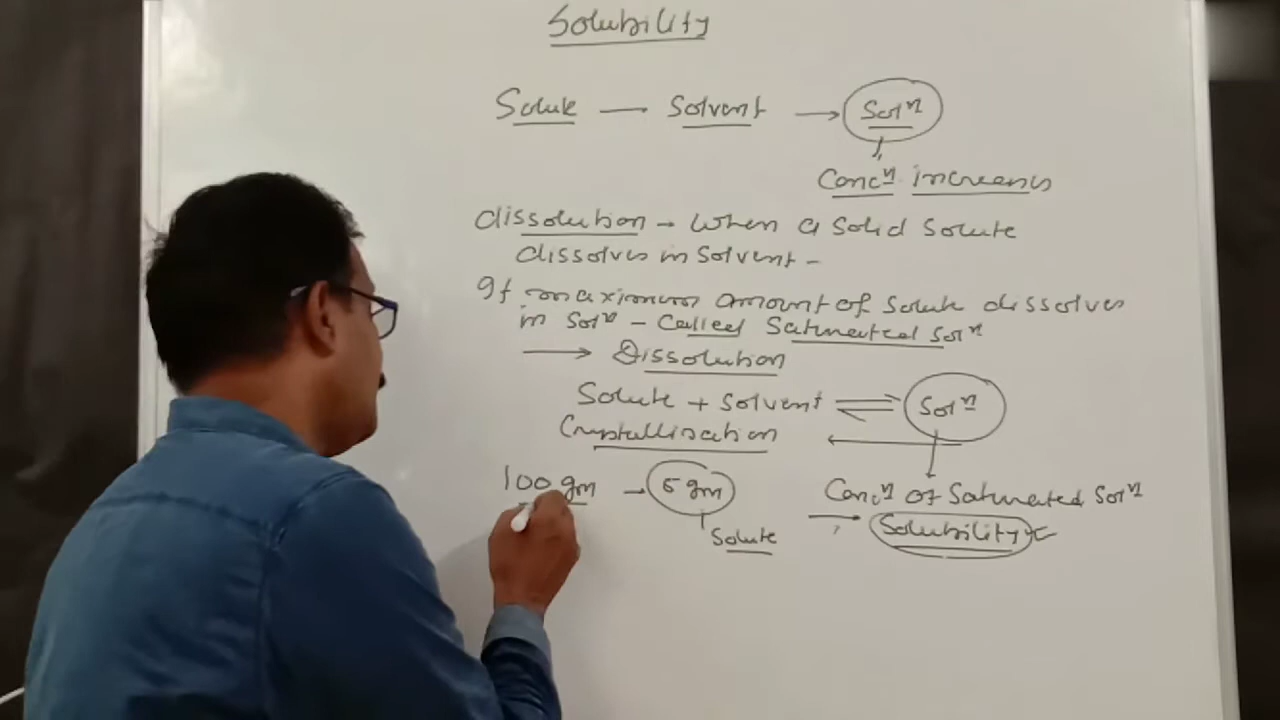 Solubility
Solute — Solvent → Solⁿ
Concⁿ increases
dissolution - When a solid solute
dissolves in solvent -
If maximum amount of solute dissolves
in Solⁿ - Called Saturated Solⁿ
→ Dissolution
Solute + Solvent ⇌ Solⁿ
Crystallisation ←
100 gm → 5 gm Concⁿ of Saturated Solⁿ
Solute → Solubility